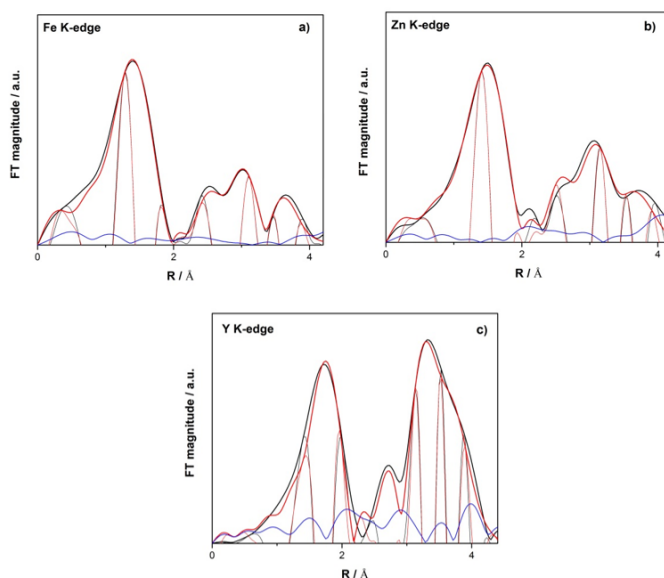 Fe K-edge
a)
FT magnitude / a.u.
0
2
4
R / Å
Zn K-edge
b)
FT magnitude / a.u.
0
2
4
R / Å
Y K-edge
c)
FT magnitude / a.u.
0
2
4
R / Å